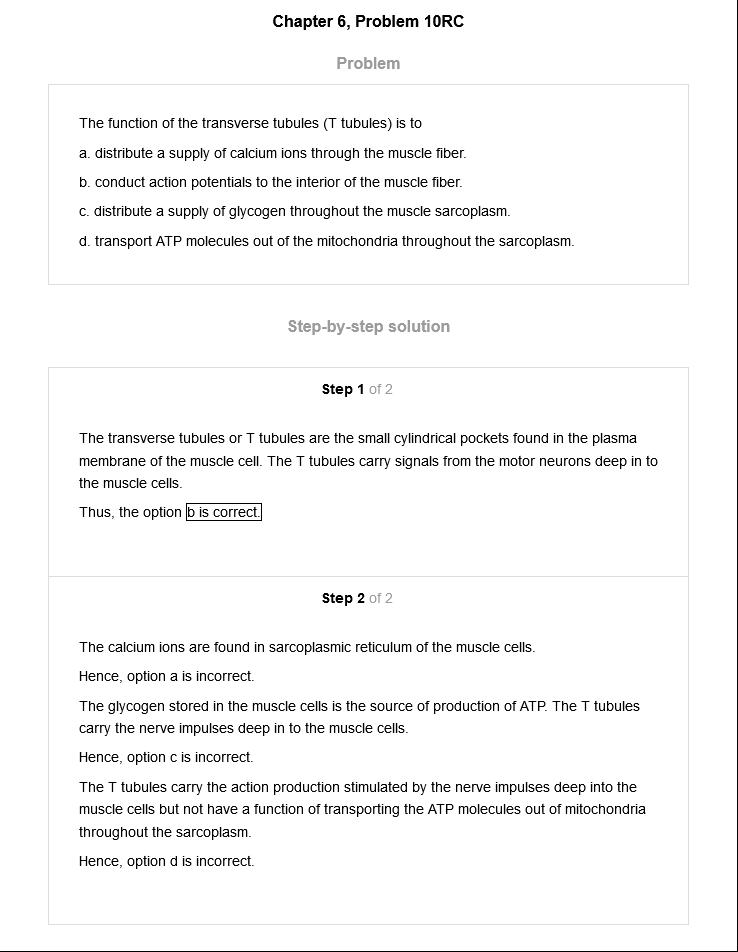 Chapter 6, Problem 10RC
Problem
The function of the transverse tubules (T tubules) is to
a. distribute a supply of calcium ions through the muscle fiber.
b. conduct action potentials to the interior of the muscle fiber.
c. distribute a supply of glycogen throughout the muscle sarcoplasm.
d. transport ATP molecules out of the mitochondria throughout the sarcoplasm.
Step-by-step solution
Step 1 of 2
The transverse tubules or T tubules are the small cylindrical pockets found in the plasma
membrane of the muscle cell. The T tubules carry signals from the motor neurons deep in to
the muscle cells.
Thus, the option b is correct.
Step 2 of 2
The calcium ions are found in sarcoplasmic reticulum of the muscle cells.
Hence, option a is incorrect.
The glycogen stored in the muscle cells is the source of production of ATP. The T tubules
carry the nerve impulses deep in to the muscle cells.
Hence, option c is incorrect.
The T tubules carry the action production stimulated by the nerve impulses deep into the
muscle cells but not have a function of transporting the ATP molecules out of mitochondria
throughout the sarcoplasm.
Hence, option d is incorrect.